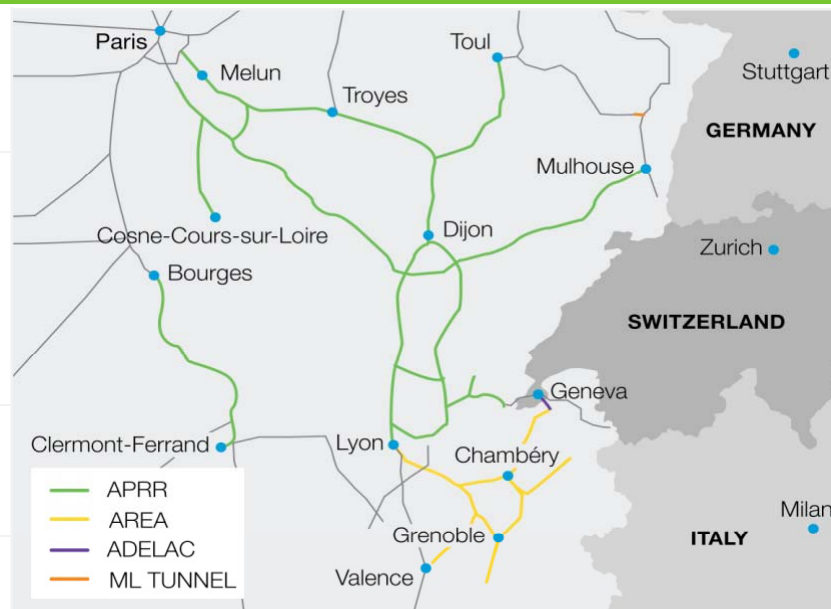 Paris
Toul
Melun
Stuttgart
Troyes
GERMANY
Mulhouse
Cosne-Cours-sur-Loire
Dijon
Zurich
Bourges
SWITZERLAND
Geneva
Clermont-Ferrand
Lyon
Chambéry
APRR
AREA
ADELAC
ML TUNNEL
Grenoble
Valence
Milan
ITALY